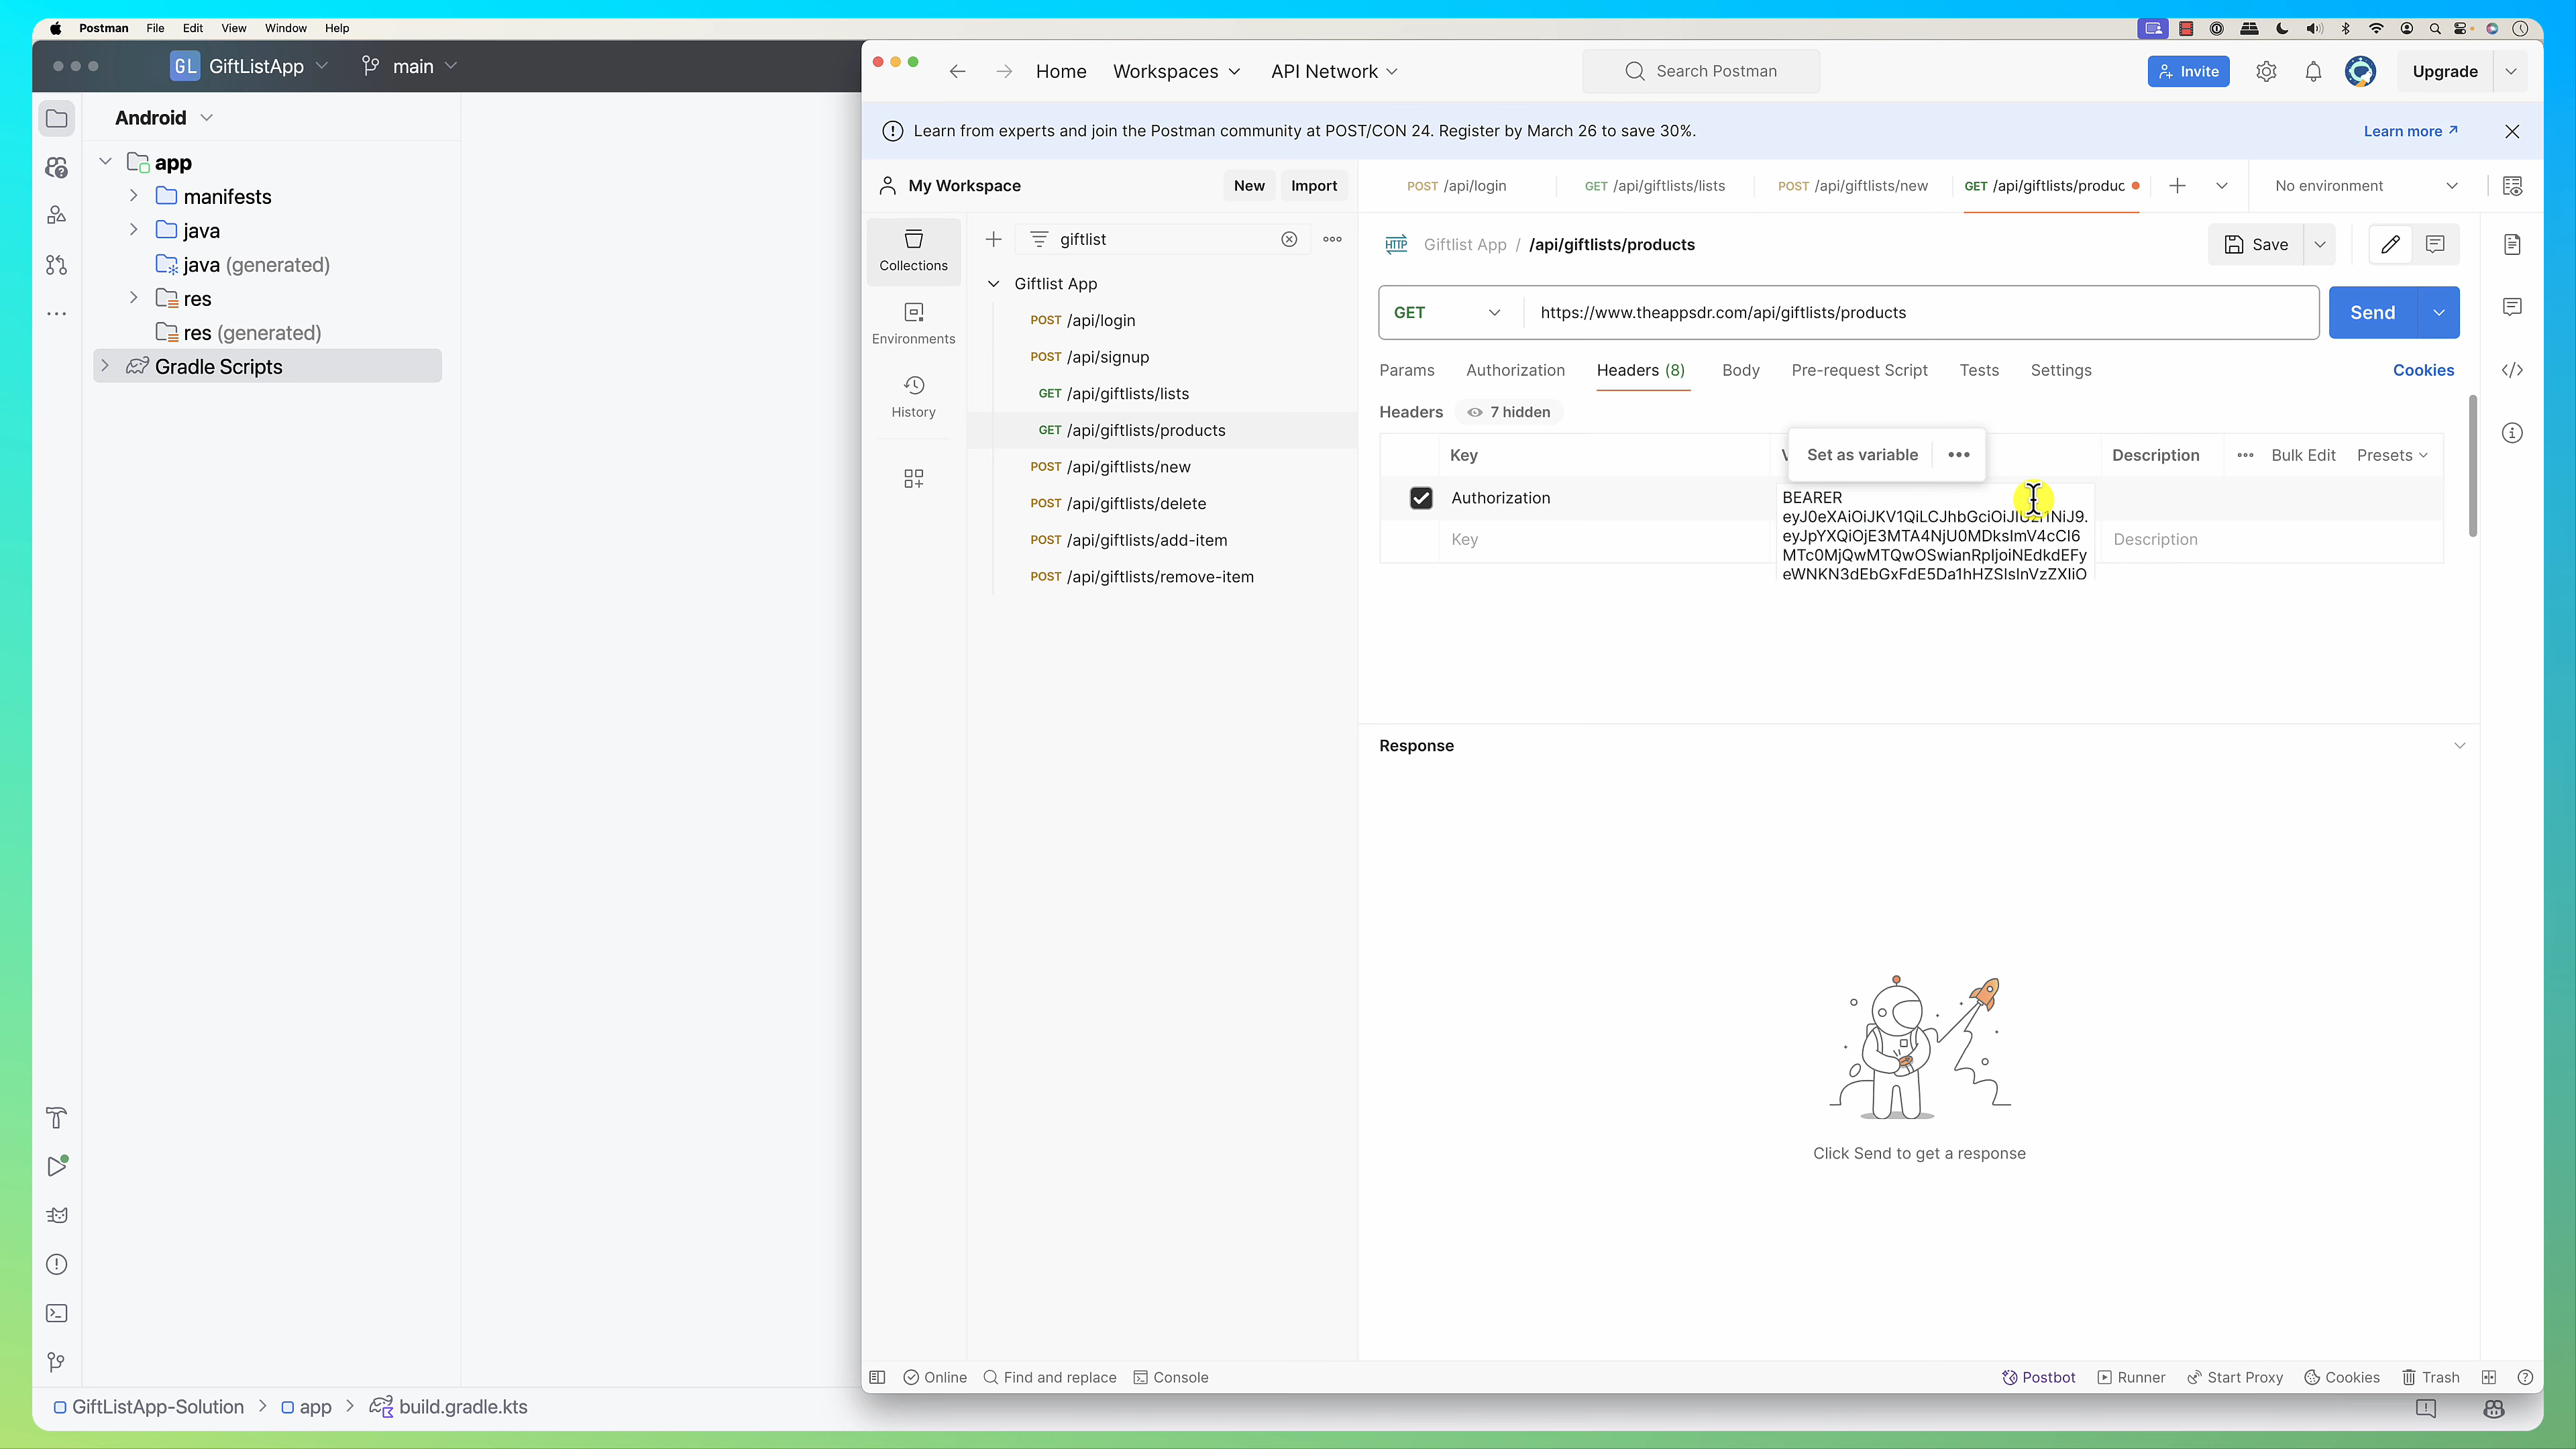 Postman File Edit View Window Help
GL GiftListApp main
Android
app
manifests
java
java (generated)
res
res (generated)
Gradle Scripts
Home Workspaces API Network Search Postman Invite Upgrade
Learn from experts and join the Postman community at POST/CON 24. Register by March 26 to save 30%. Learn more
My Workspace New Import
POST /api/login GET /api/giftlists/lists POST /api/giftlists/new GET /api/giftlists/produc No environment
Collections
Environments
History
giftlist
Giftlist App
POST /api/login
POST /api/signup
GET /api/giftlists/lists
GET /api/giftlists/products
POST /api/giftlists/new
POST /api/giftlists/delete
POST /api/giftlists/add-item
POST /api/giftlists/remove-item
HTTP Giftlist App / /api/giftlists/products Save
GET https://www.theappsdr.com/api/giftlists/products Send
Params Authorization Headers (8) Body Pre-request Script Tests Settings Cookies
Headers 7 hidden
Key Set as variable Description Bulk Edit Presets
Authorization BEARER
eyJpYXQiOjE3MTA4NjU0MDksImV4cCI6
Key Description
Response
Click Send to get a response
Online Find and replace Console Postbot Runner Start Proxy Cookies Trash
GiftListApp-Solution > app > build.gradle.kts